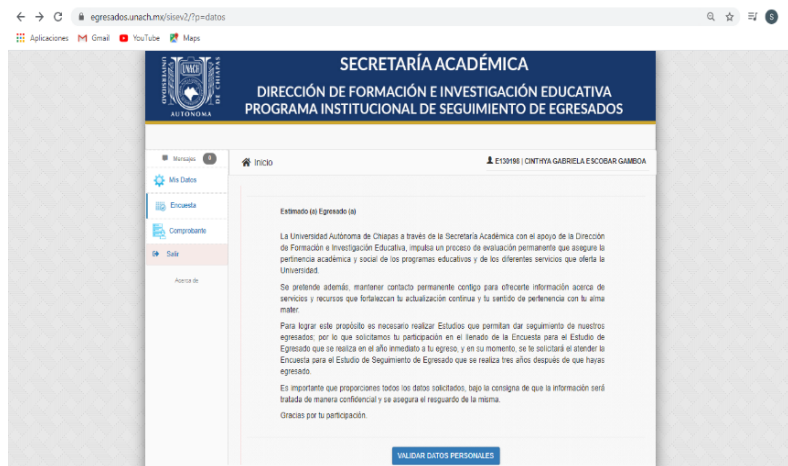 egresados.unach.mx/sisev2/?p=datos
S
Aplicaciones
Gmail
YouTube
Maps
UNACH
AUTONOMA
SECRETARÍA ACADÉMICA
DIRECCIÓN DE FORMACIÓN E INVESTIGACIÓN EDUCATIVA
PROGRAMA INSTITUCIONAL DE SEGUIMIENTO DE EGRESADOS
Mensajes
Inicio
E130198 | CINTHYA GABRIELA ESCOBAR GAMBOA
Mis Datos
Encuesta
Comprobante
Salir
Acerca de
Estimado (a) Egresado (a)
La Universidad Autónoma de Chiapas a través de la Secretaría Académica con el apoyo de la Dirección
de Formación e Investigación Educativa, impulsa un proceso de evaluación permanente que asegure la
pertinencia académica y social de los programas educativos y de los diferentes servicios que oferta la
Universidad.
Se pretende además, mantener contacto permanente contigo para ofrecerte información acerca de
servicios y recursos que fortalezcan tu actualización continua y tu sentido de pertenencia con tu alma
mater.
Para lograr este propósito es necesario realizar Estudios que permitan dar seguimiento de nuestros
egresados; por lo que solicitamos tu participación en el llenado de la Encuesta para el Estudio de
Egresado que se realiza en el año inmediato a tu egreso, y en su momento, se te solicitará el atender la
Encuesta para el Estudio de Seguimiento de Egresado que se realiza tres años después de que hayas
egresado.
Es importante que proporciones todos los datos solicitados, bajo la consigna de que la información será
tratada de manera confidencial y se asegura el resguardo de la misma.
Gracias por tu participación.
VALIDAR DATOS PERSONALES